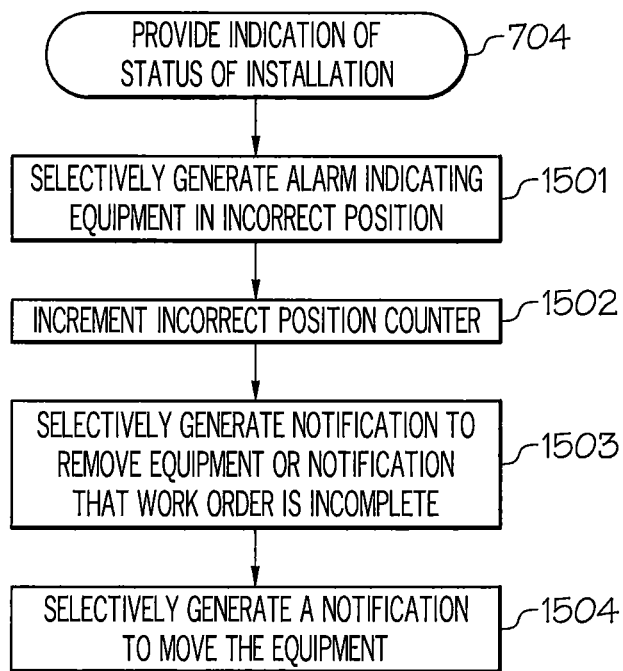 PROVIDE INDICATION OF
STATUS OF INSTALLATION
704
SELECTIVELY GENERATE ALARM INDICATING
EQUIPMENT IN INCORRECT POSITION
1501
INCREMENT INCORRECT POSITION COUNTER
1502
SELECTIVELY GENERATE NOTIFICATION TO
REMOVE EQUIPMENT OR NOTIFICATION
THAT WORK ORDER IS INCOMPLETE
1503
SELECTIVELY GENERATE A NOTIFICATION
TO MOVE THE EQUIPMENT
1504